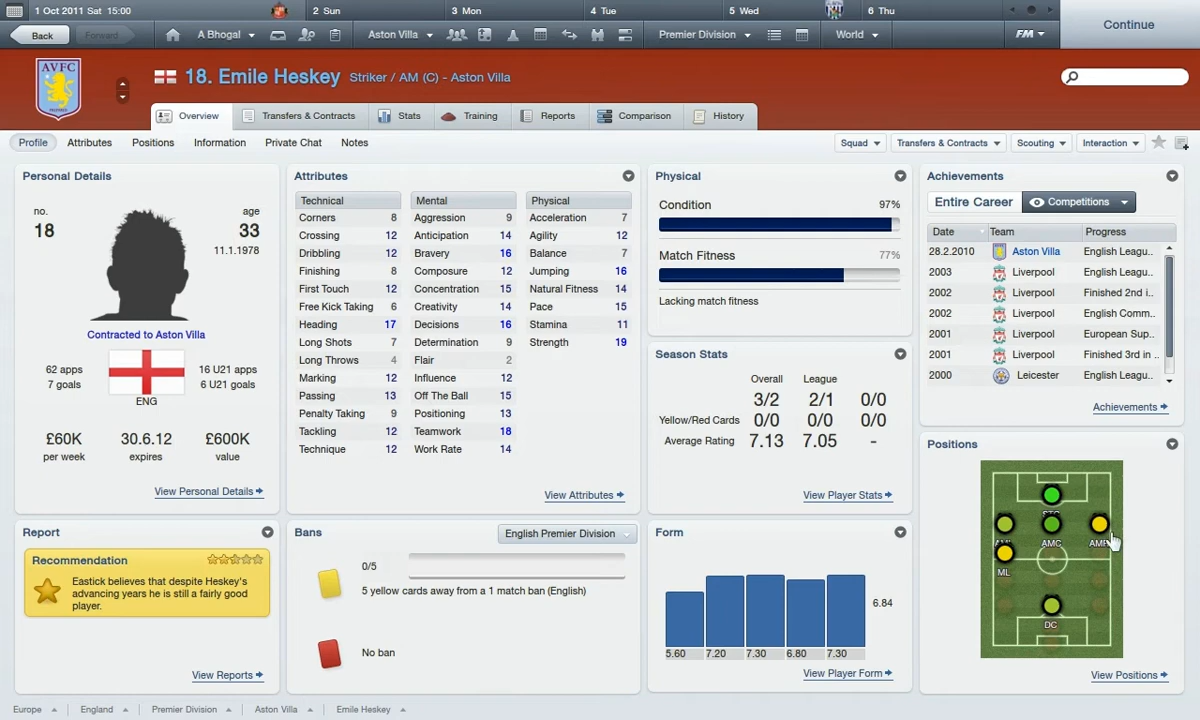 1 Oct 2011 Sat 15:00
2 Sun
3 Mon
4 Tue
5 Wed
6 Thu
Continue
Back
Forward
A Bhogal
Aston Villa
Premier Division
World
FM
AVFC
18. Emile Heskey Striker / AM (C) - Aston Villa
Overview
Transfers & Contracts
Stats
Training
Reports
Comparison
History
Profile
Attributes
Positions
Information
Private Chat
Notes
Squad
Transfers & Contracts
Scouting
Interaction
Personal Details
no.
18
age
33
11.1.1978
Contracted to Aston Villa
62 apps
7 goals
ENG
16 U21 apps
6 U21 goals
£60K
per week
30.6.12
expires
£600K
value
View Personal Details
Attributes
Technical
Corners 8
Crossing 12
Dribbling 12
Finishing 8
First Touch 12
Free Kick Taking 6
Heading 17
Long Shots 7
Long Throws 4
Marking 12
Passing 13
Penalty Taking 9
Tackling 12
Technique 12
Mental
Aggression 9
Anticipation 14
Bravery 16
Composure 12
Concentration 15
Creativity 14
Decisions 16
Determination 9
Flair 2
Influence 12
Off The Ball 15
Positioning 13
Teamwork 18
Work Rate 14
Physical
Acceleration 7
Agility 12
Balance 7
Jumping 16
Natural Fitness 14
Pace 15
Stamina 11
Strength 19
View Attributes
Physical
Condition 97%
Match Fitness 77%
Lacking match fitness
Season Stats
Overall League
3/2 2/1 0/0
Yellow/Red Cards 0/0 0/0 0/0
Average Rating 7.13 7.05 -
View Player Stats
Achievements
Entire Career
Competitions
Date Team Progress
28.2.2010 Aston Villa English Leagu..
2003 Liverpool English Leagu..
2002 Liverpool Finished 2nd i..
2002 Liverpool English Comm..
2001 Liverpool European Sup..
2001 Liverpool Finished 3rd in ..
2000 Leicester English Leagu..
Achievements
Positions
AMC
ML
DC
View Positions
Report
Recommendation
Eastick believes that despite Heskey's
advancing years he is still a fairly good
player.
View Reports
Bans
English Premier Division
0/5
5 yellow cards away from a 1 match ban (English)
No ban
Form
6.84
5.60 7.20 7.30 6.80 7.30
View Player Form
Europe
England
Premier Division
Aston Villa
Emile Heskey